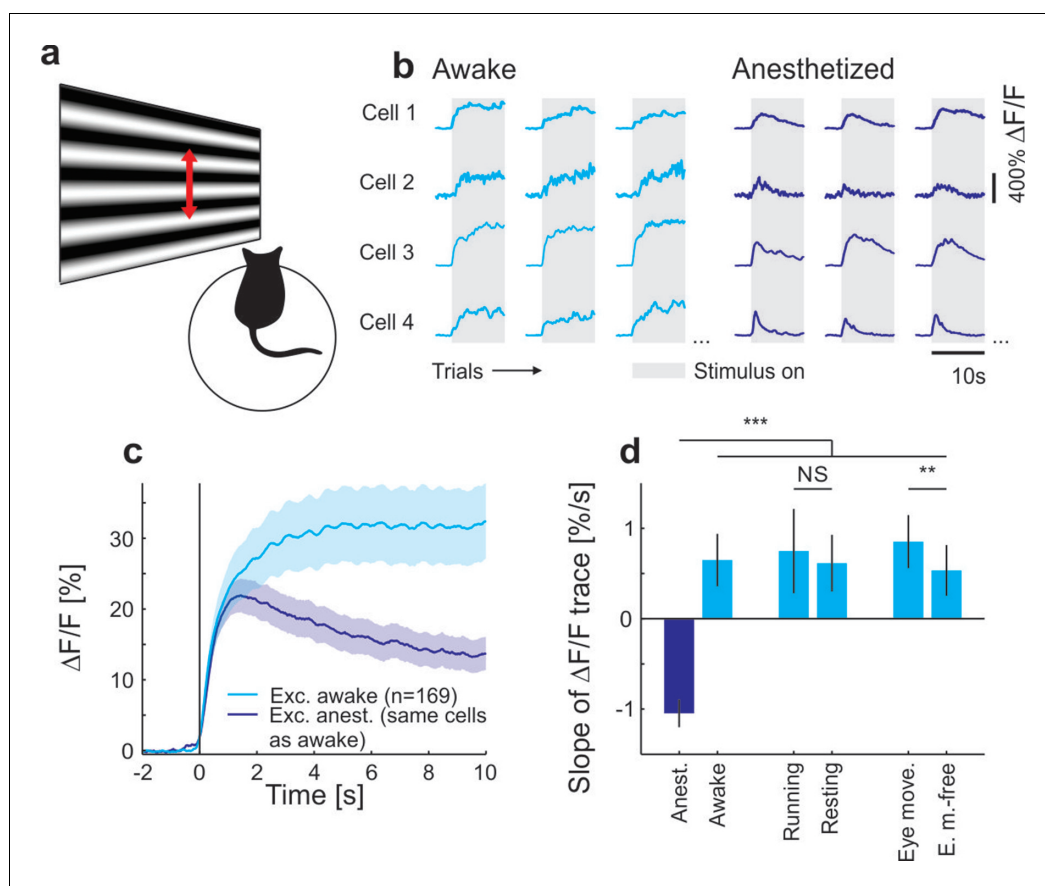 a
b
Awake
Anesthetized
Cell 1
Cell 2
Cell 3
Cell 4
400% ΔF/F
...
...
Trials
Stimulus on
10s
c
ΔF/F [%]
30
20
10
0
-2
0
2
4
6
8
10
Time [s]
Exc. awake (n=169)
Exc. anest. (same cells
as awake)
d
***
NS
**
Slope of ΔF/F trace [%/s]
1
0
-1
Anest.
Awake
Running
Resting
Eye move.
E. m.-free